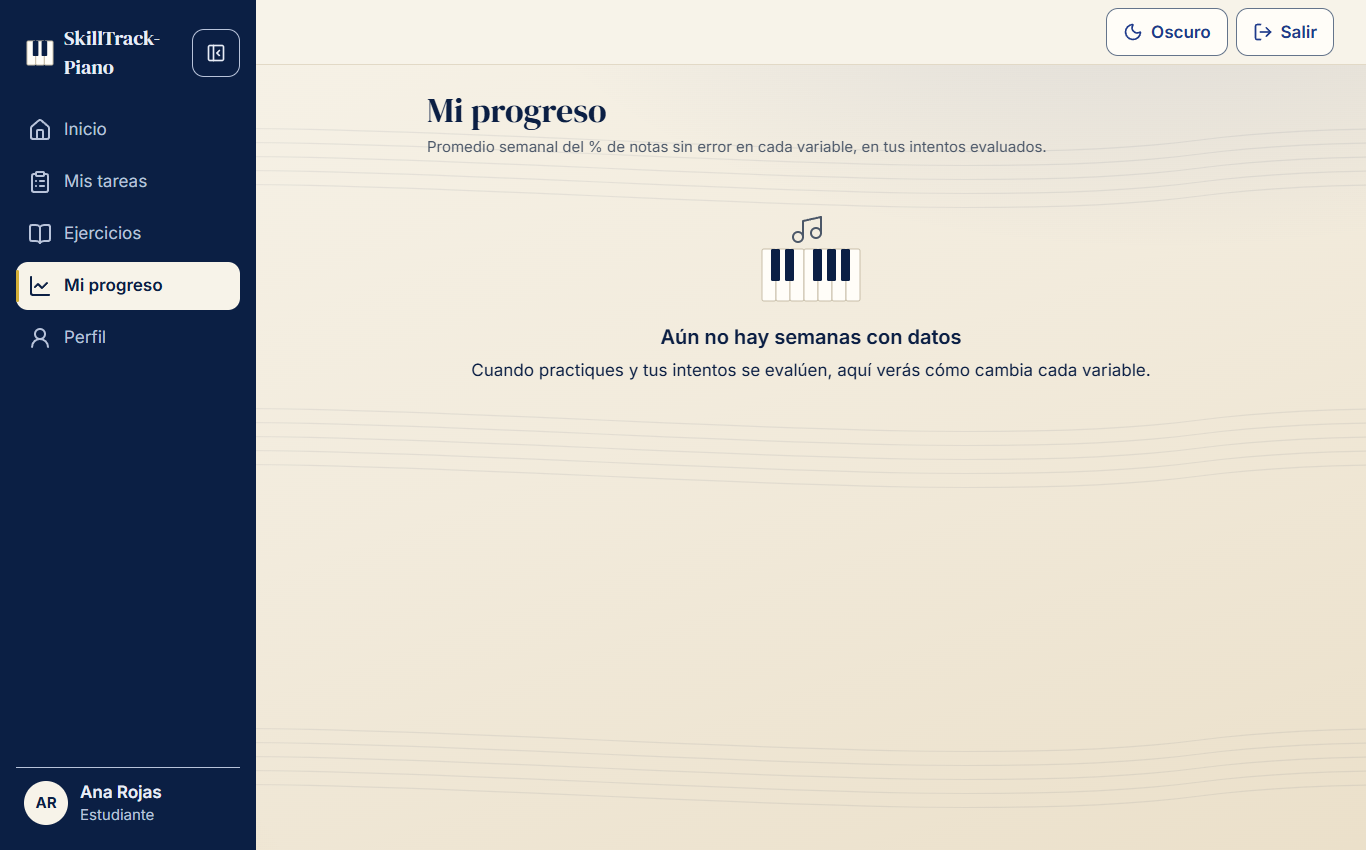 SkillTrack-
Piano
Oscuro
Salir
Inicio
Mis tareas
Ejercicios
Mi progreso
Perfil
Mi progreso
Promedio semanal del % de notas sin error en cada variable, en tus intentos evaluados.
Aún no hay semanas con datos
Cuando practiques y tus intentos se evalúen, aquí verás cómo cambia cada variable.
AR
Ana Rojas
Estudiante